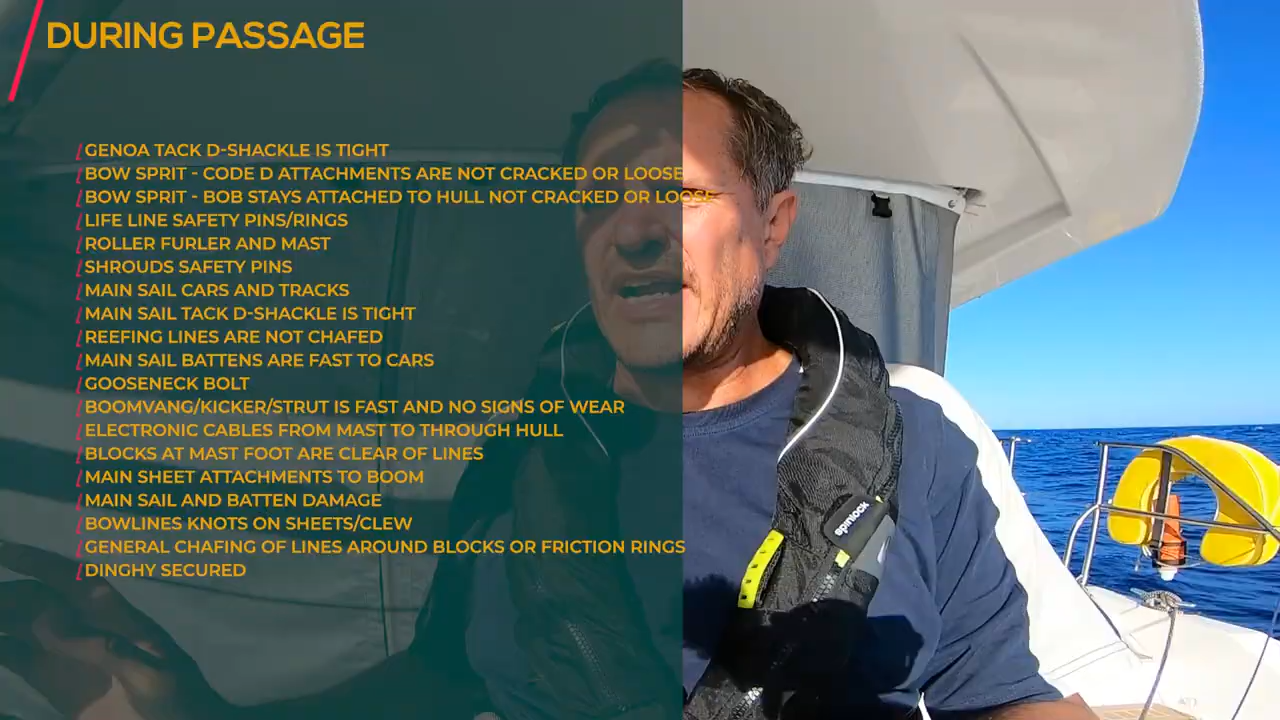 DURING PASSAGE
GENOA TACK D-SHACKLE IS TIGHT
BOW SPRIT - CODE D ATTACHMENTS ARE NOT CRACKED OR LOOSE
BOW SPRIT - BOB STAYS ATTACHED TO HULL NOT CRACKED OR LOOSE
LIFE LINE SAFETY PINS/RINGS
ROLLER FURLER AND MAST
SHROUDS SAFETY PINS
MAIN SAIL CARS AND TRACKS
MAIN SAIL TACK D-SHACKLE IS TIGHT
REEFING LINES ARE NOT CHAFED
MAIN SAIL BATTENS ARE FAST TO CARS
GOOSENECK BOLT
BOOMVANG/KICKER/STRUT IS FAST AND NO SIGNS OF WEAR
ELECTRONIC CABLES FROM MAST TO THROUGH HULL
BLOCKS AT MAST FOOT ARE CLEAR OF LINES
MAIN SHEET ATTACHMENTS TO BOOM
MAIN SAIL AND BATTEN DAMAGE
BOWLINES KNOTS ON SHEETS/CLEW
GENERAL CHAFING OF LINES AROUND BLOCKS OR FRICTION RINGS
DINGHY SECURED
spinlock